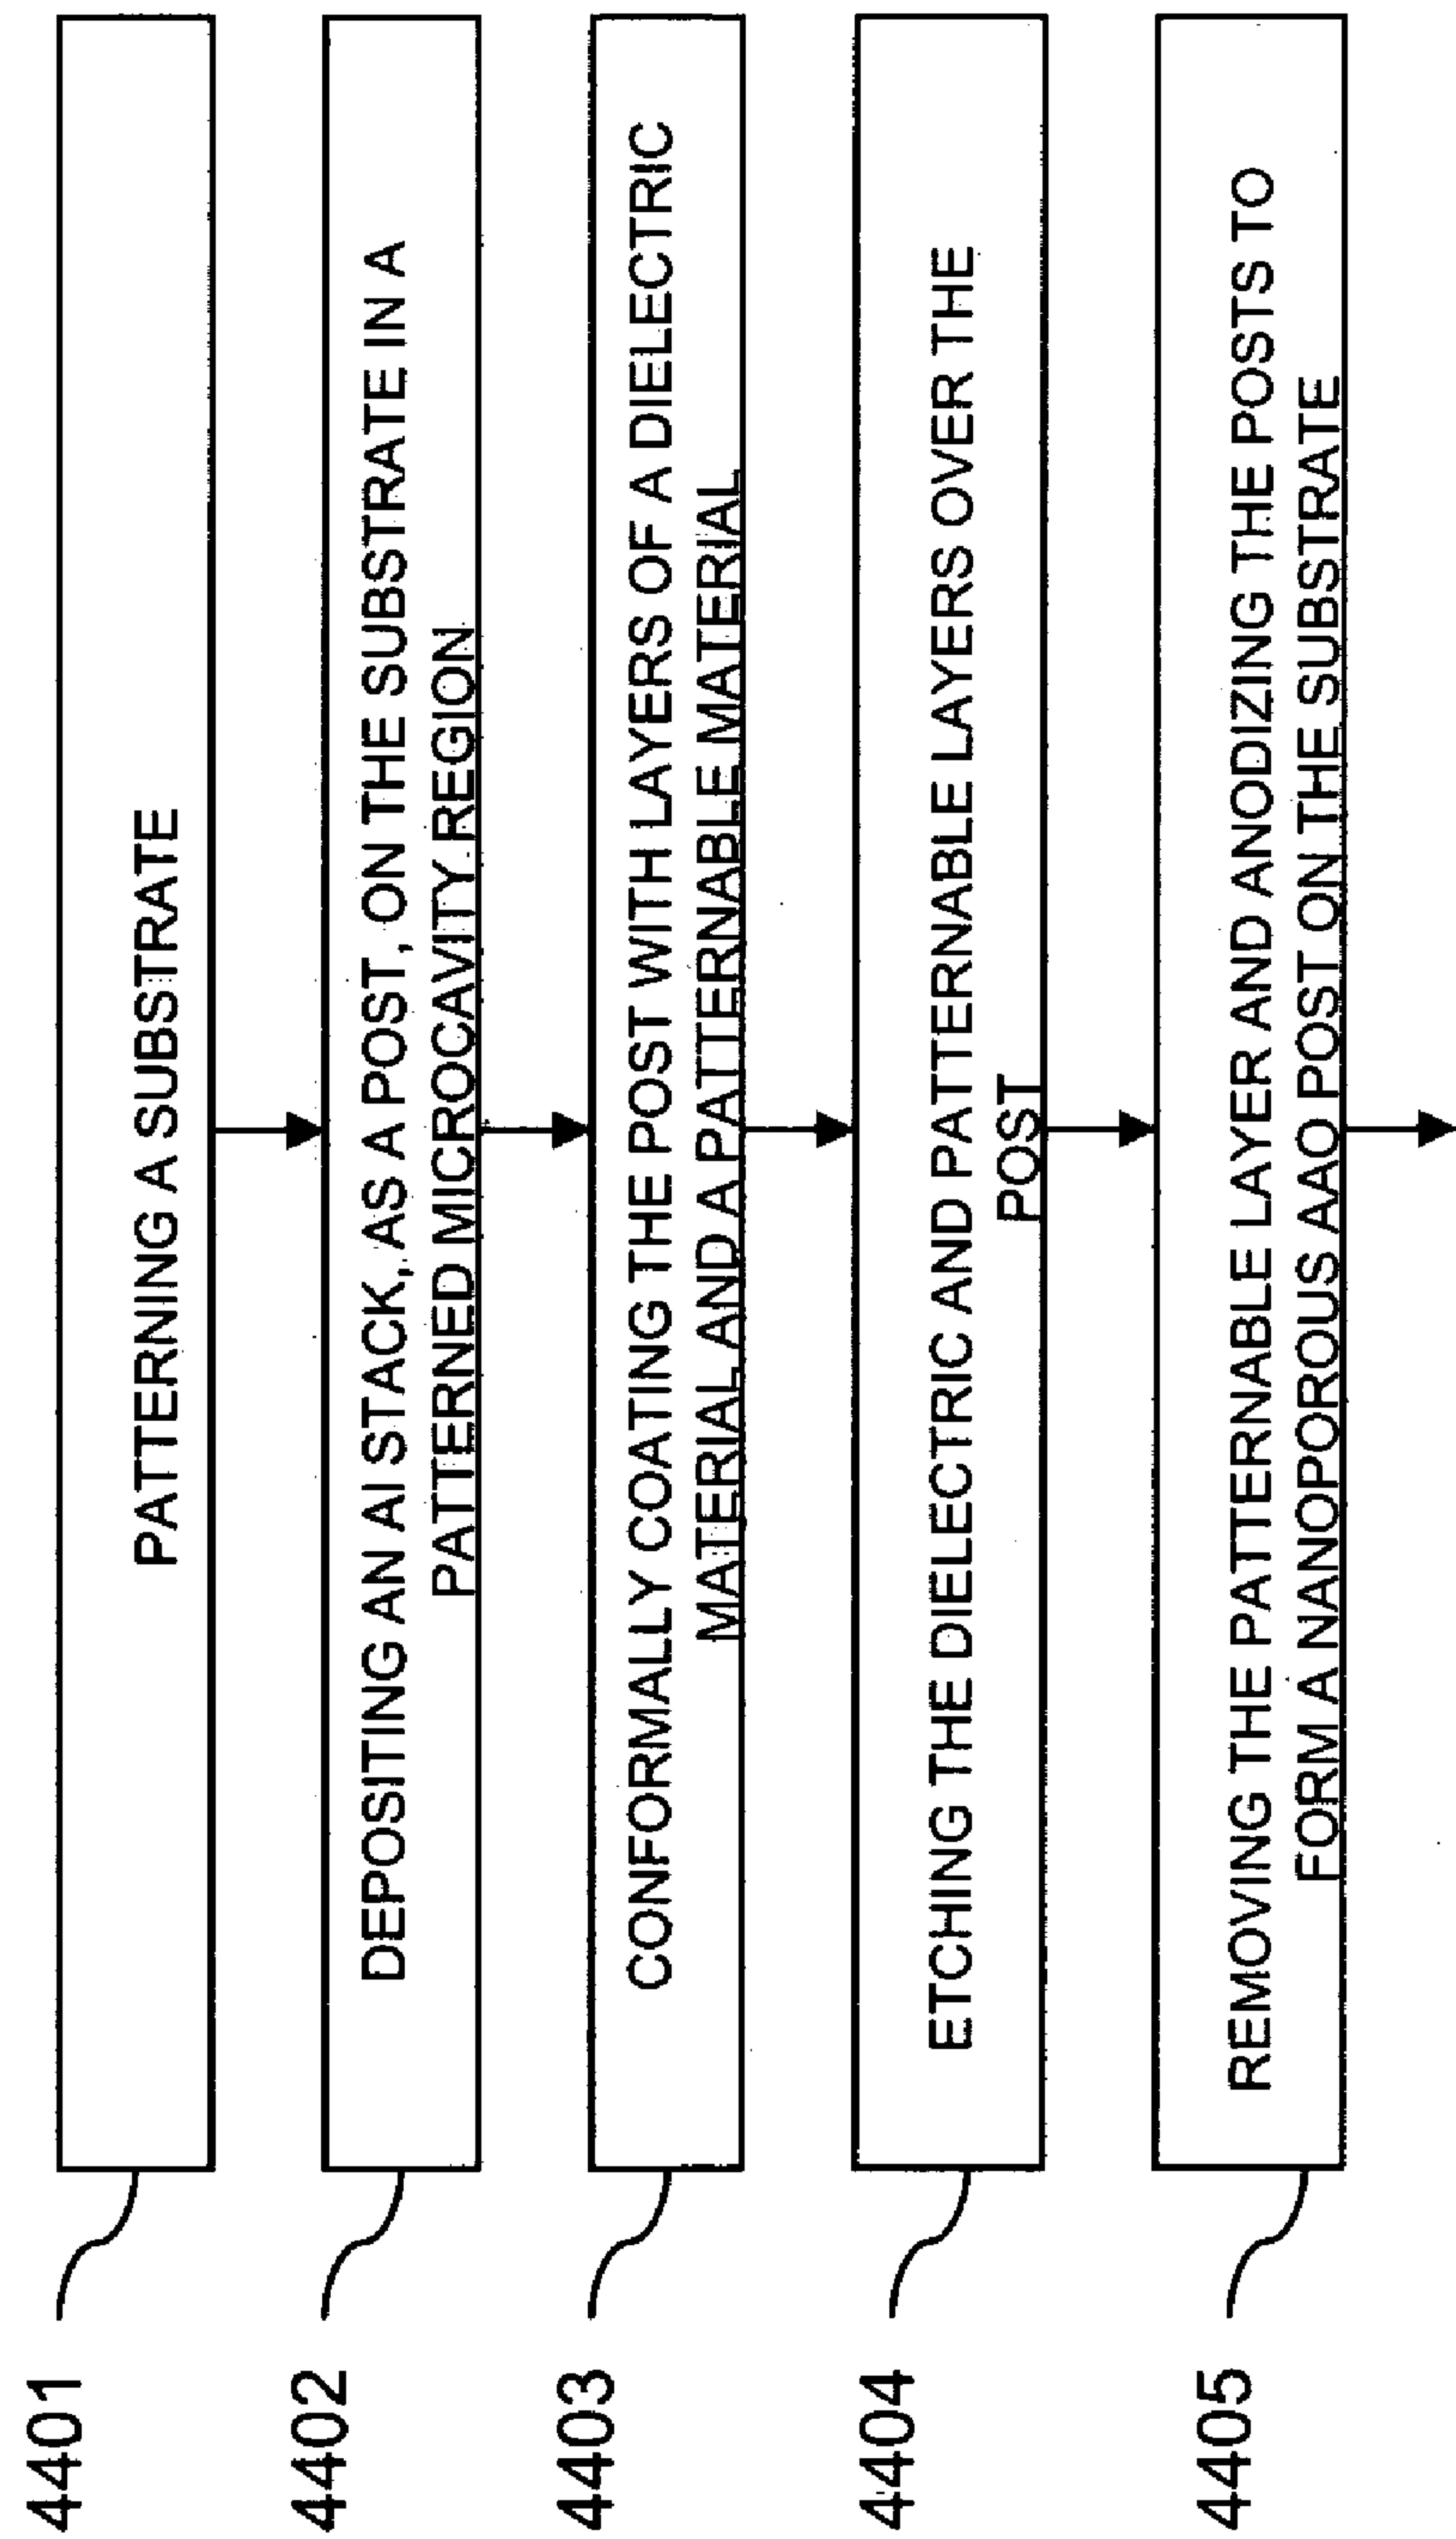 4401
PATTERNING A SUBSTRATE
4402
DEPOSITING AN Al STACK, AS A POST, ON THE SUBSTRATE IN A
PATTERNED MICROCAVITY REGION
4403
CONFORMALLY COATING THE POST WITH LAYERS OF A DIELECTRIC
MATERIAL AND A PATTERNABLE MATERIAL
4404
ETCHING THE DIELECTRIC AND PATTERNABLE LAYERS OVER THE
POST
4405
REMOVING THE PATTERNABLE LAYER AND ANODIZING THE POSTS TO
FORM A NANOPOROUS AAO POST ON THE SUBSTRATE